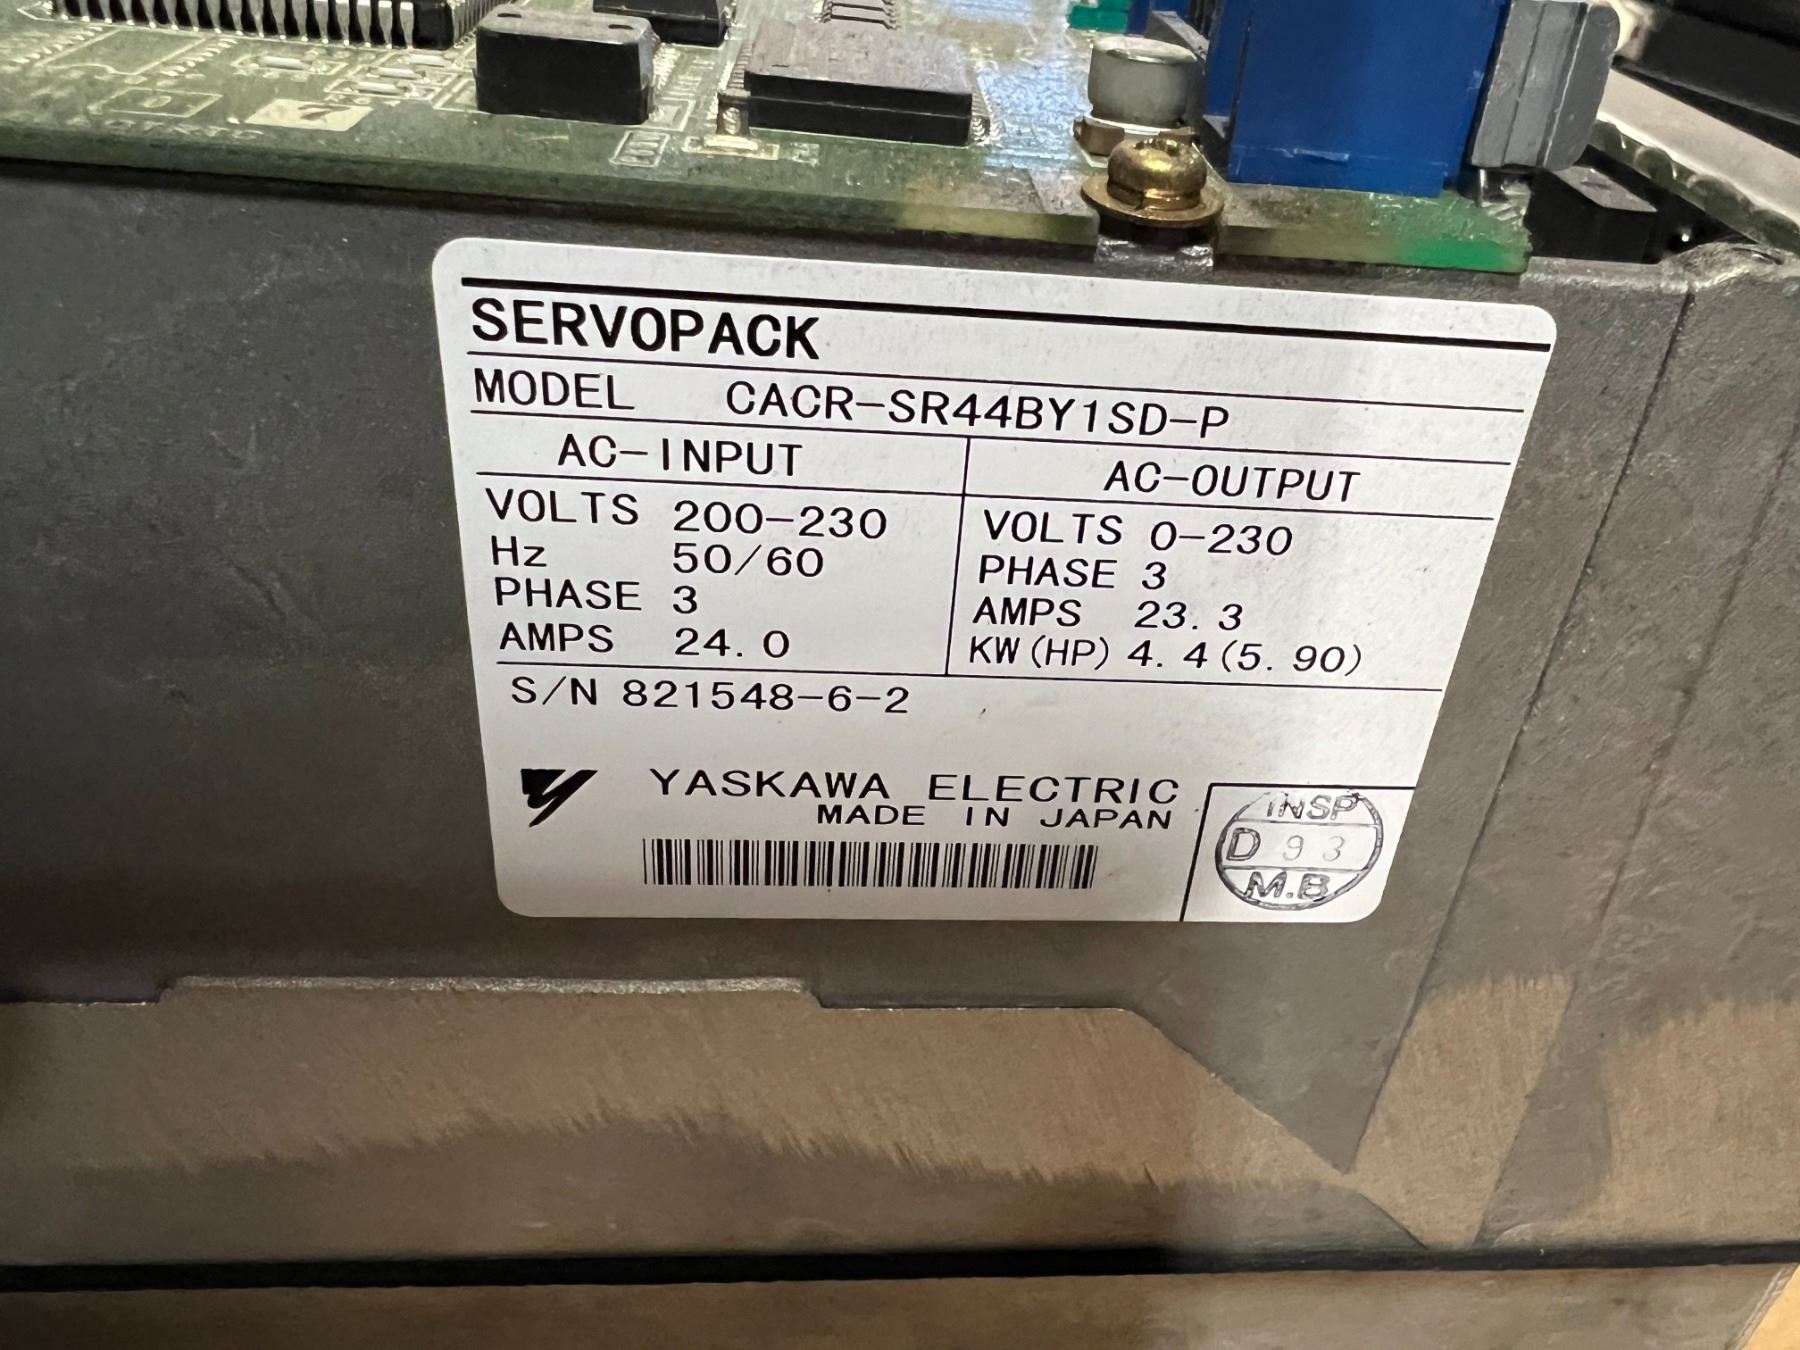 SERVOPACK
MODEL CACR-SR44BY1SD-P
AC-INPUT
VOLTS 200-230
Hz 50/60
PHASE 3
AMPS 24.0
AC-OUTPUT
VOLTS 0-230
PHASE 3
AMPS 23.3
KW(HP) 4.4(5.90)
S/N 821548-6-2
YASKAWA ELECTRIC
MADE IN JAPAN
INSP
D 93
M.B